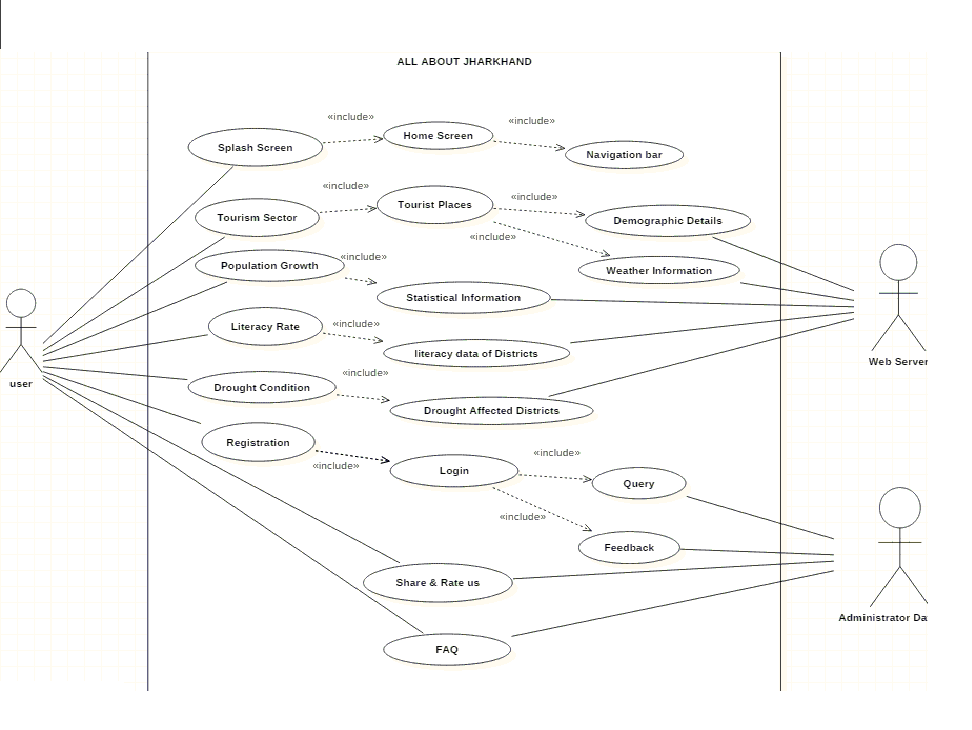 ALL ABOUT JHARKHAND
«include»
«include»
Home Screen
Splash Screen
Navigation bar
«include»
«include»
Tourist Places
Tourism Sector
Demographic Details
«include»
«include»
Population Growth
Weather Information
Statistical Information
Literacy Rate
«include»
literacy data of Districts
Web Server
«include»
user
Drought Condition
Drought Affected Districts
Registration
«include»
«include»
Login
Query
«include»
Feedback
Share & Rate us
Administrator Da
FAQ